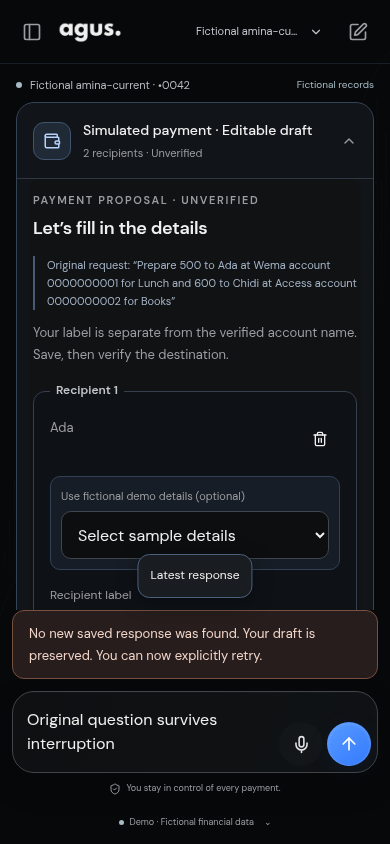 agus.
Fictional amina-cu...
Fictional amina-current · •0042
Fictional records
Simulated payment · Editable draft
2 recipients · Unverified
PAYMENT PROPOSAL · UNVERIFIED
Let’s fill in the details
Original request: “Prepare 500 to Ada at Wema account
0000000001 for Lunch and 600 to Chidi at Access account
0000000002 for Books”
Your label is separate from the verified account name.
Save, then verify the destination.
Recipient 1
Ada
Use fictional demo details (optional)
Select sample details
Latest response
Recipient label
No new saved response was found. Your draft is
preserved. You can now explicitly retry.
Original question survives
interruption
You stay in control of every payment.
Demo · Fictional financial data